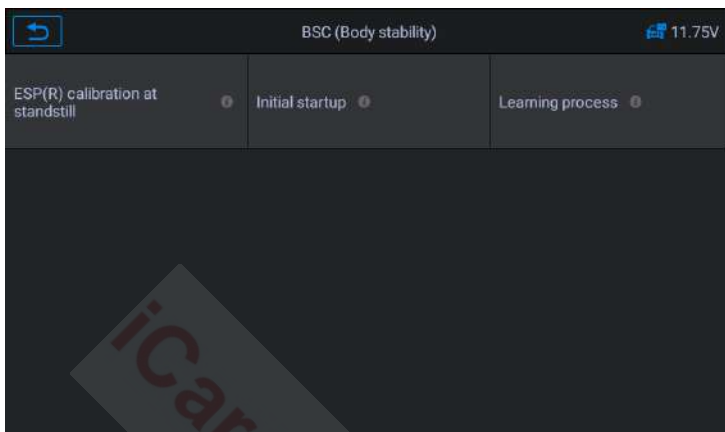 BSC (Body stability)
11.75V
ESP(R) calibration at
standstill
Initial startup
Learning process
iCar